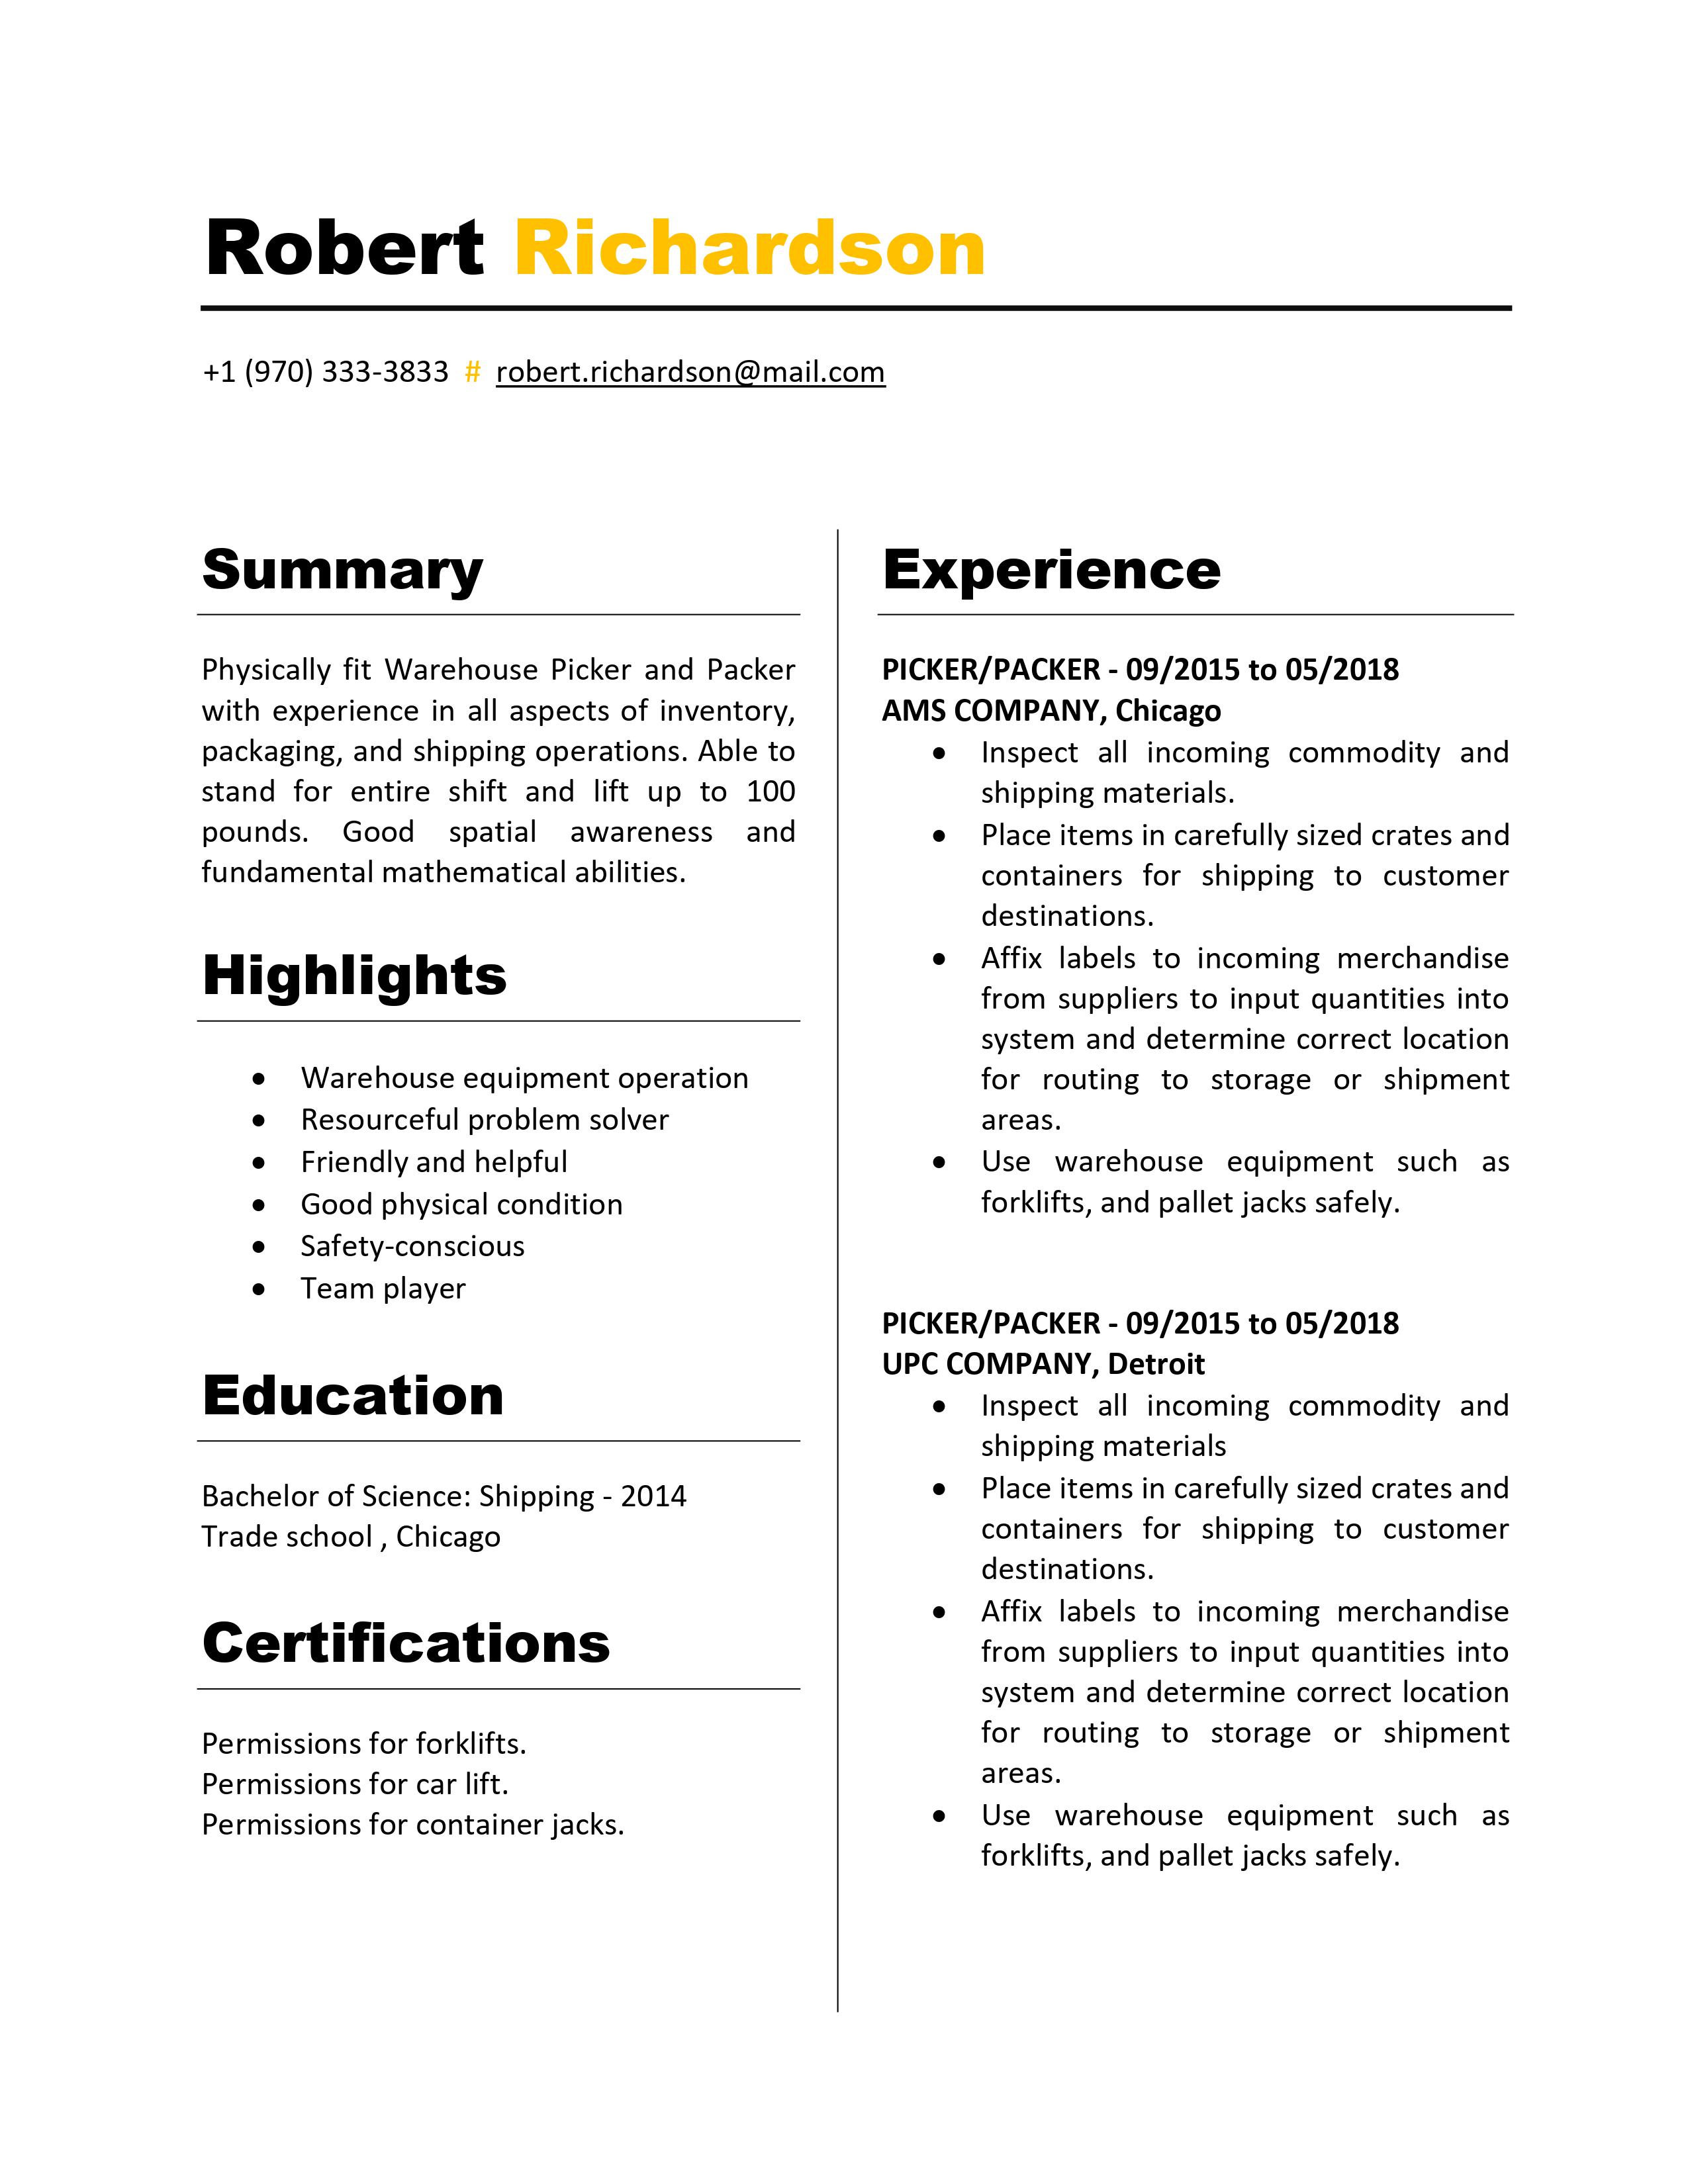 Robert Richardson
+1 (970) 333-3833 # robert.richardson@mail.com
Summary
Physically fit Warehouse Picker and Packer
with experience in all aspects of inventory,
packaging, and shipping operations. Able to
stand for entire shift and lift up to 100
pounds. Good spatial awareness and
fundamental mathematical abilities.
Highlights
• Warehouse equipment operation
• Resourceful problem solver
• Friendly and helpful
• Good physical condition
• Safety-conscious
• Team player
Education
Bachelor of Science: Shipping - 2014
Trade school , Chicago
Certifications
Permissions for forklifts.
Permissions for car lift.
Permissions for container jacks.
Experience
PICKER/PACKER - 09/2015 to 05/2018
AMS COMPANY, Chicago
• Inspect all incoming commodity and
shipping materials.
• Place items in carefully sized crates and
containers for shipping to customer
destinations.
• Affix labels to incoming merchandise
from suppliers to input quantities into
system and determine correct location
for routing to storage or shipment
areas.
• Use warehouse equipment such as
forklifts, and pallet jacks safely.
PICKER/PACKER - 09/2015 to 05/2018
UPC COMPANY, Detroit
• Inspect all incoming commodity and
shipping materials
• Place items in carefully sized crates and
containers for shipping to customer
destinations.
• Affix labels to incoming merchandise
from suppliers to input quantities into
system and determine correct location
for routing to storage or shipment
areas.
• Use warehouse equipment such as
forklifts, and pallet jacks safely.